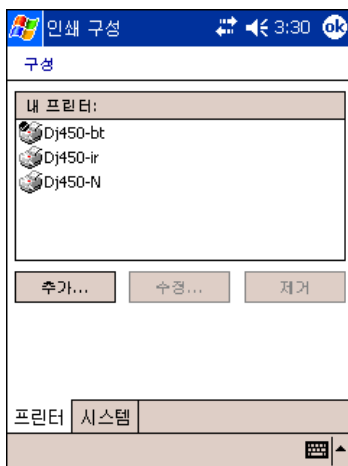 인쇄 구성 3:30 ok
구성
내 프린터:
Dj450-bt
Dj450-ir
Dj450-N
추가... 수정... 제거
프린터 시스템